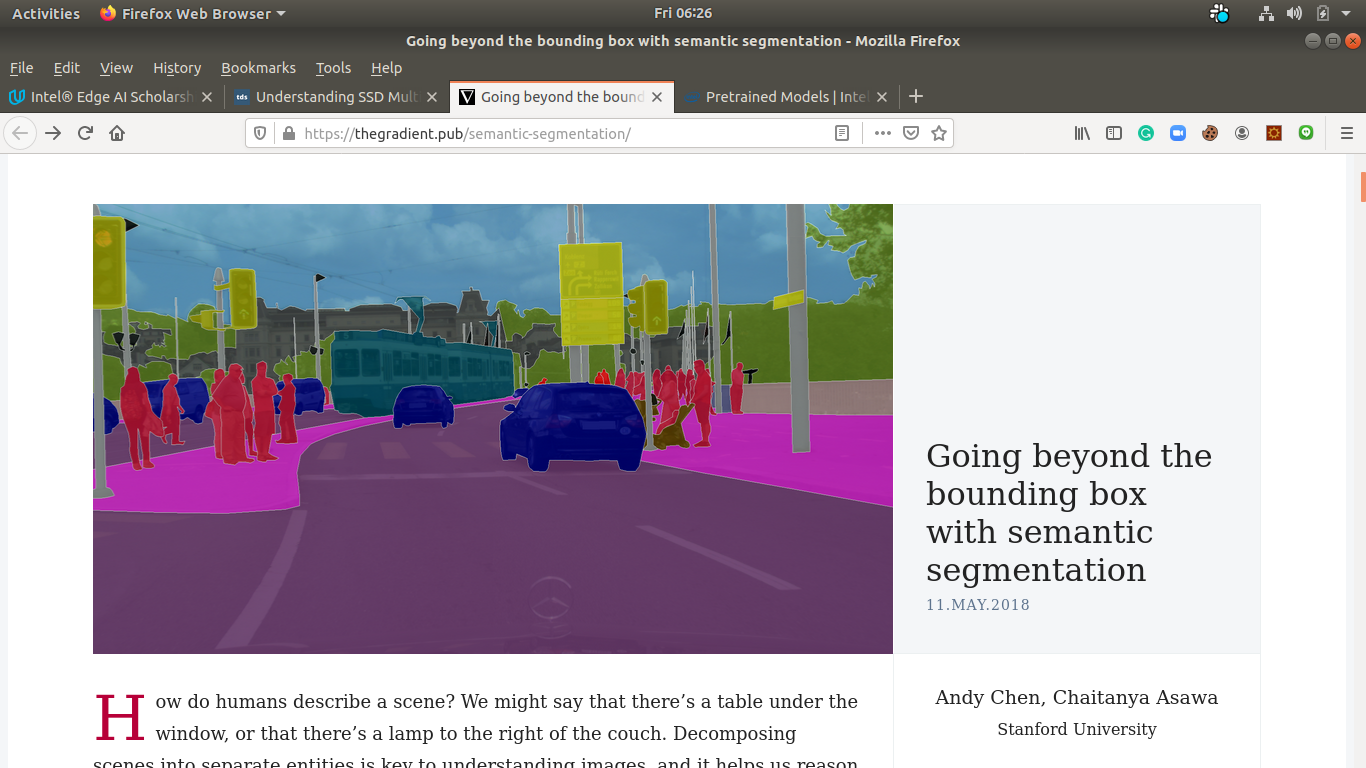 Activities Firefox Web Browser Fri 06:26
Going beyond the bounding box with semantic segmentation - Mozilla Firefox
File Edit View History Bookmarks Tools Help
Intel® Edge AI Scholarsh tds Understanding SSD Mult Going beyond the bound Pretrained Models | Inte
https://thegradient.pub/semantic-segmentation/
Going beyond the
bounding box
with semantic
segmentation
11.MAY.2018
How do humans describe a scene? We might say that there’s a table under the
window, or that there’s a lamp to the right of the couch. Decomposing
scenes into separate entities is key to understanding images, and it helps us reason
Andy Chen, Chaitanya Asawa
Stanford University